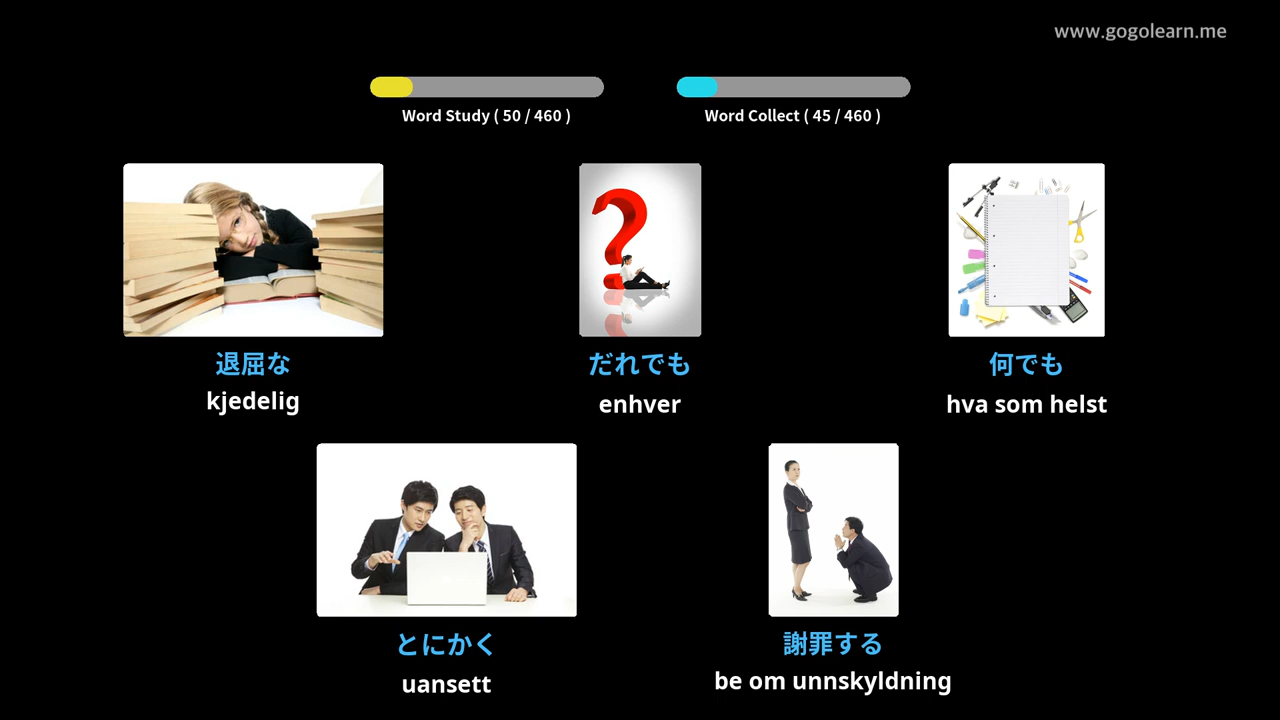 www.gogolearn.me
Word Study ( 50 / 460 )
Word Collect ( 45 / 460 )
退屈な
kjedelig
だれでも
enhver
何でも
hva som helst
とにかく
uansett
謝罪する
be om unnskyldning